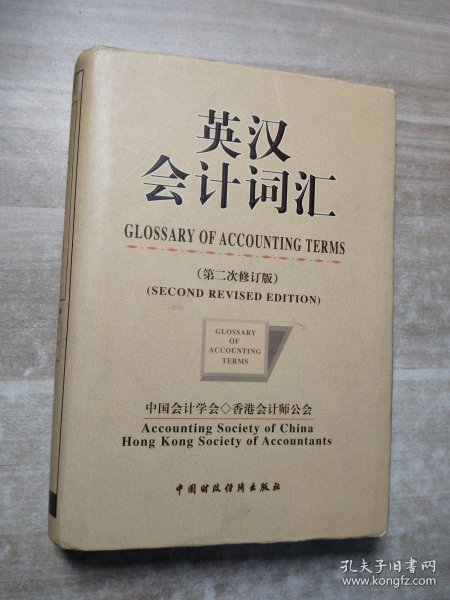 英汉
会计词汇
GLOSSARY OF ACCOUNTING TERMS
（第二次修订版）
(SECOND REVISED EDITION)
GLOSSARY
OF
ACCOUNTING
TERMS
中国会计学会◇香港会计师公会
Accounting Society of China
Hong Kong Society of Accountants
中国财政经济出版社
孔夫子旧书网
www.kongfz.com